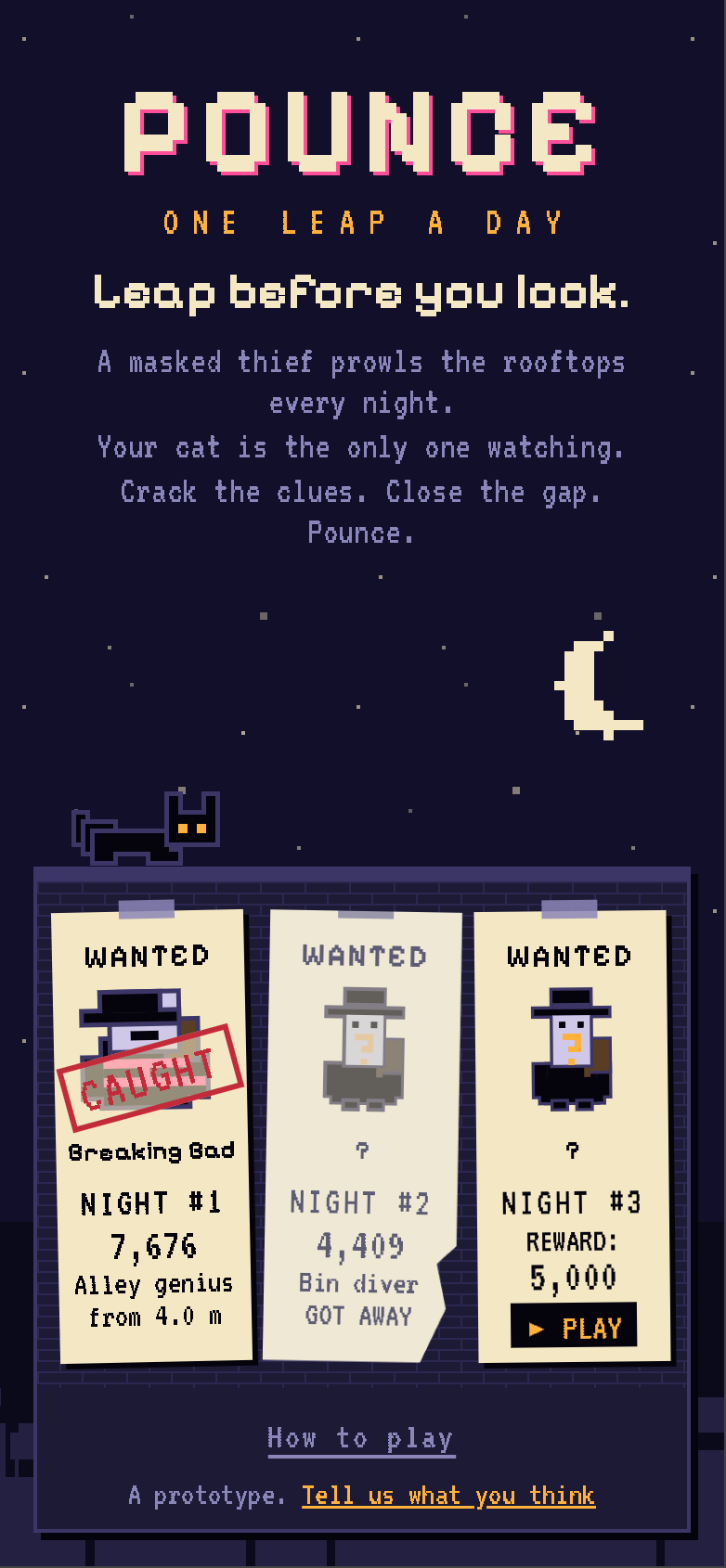 POUNCE
ONE LEAP A DAY
Leap before you look.
A masked thief prowls the rooftops
every night.
Your cat is the only one watching.
Crack the clues. Close the gap.
Pounce.
WANTED
CAUGHT
Breaking Bad
NIGHT #1
7,676
Alley genius
from 4.0 m
WANTED
?
?
NIGHT #2
4,409
Bin diver
GOT AWAY
WANTED
?
?
NIGHT #3
REWARD:
5,000
► PLAY
How to play
A prototype. Tell us what you think